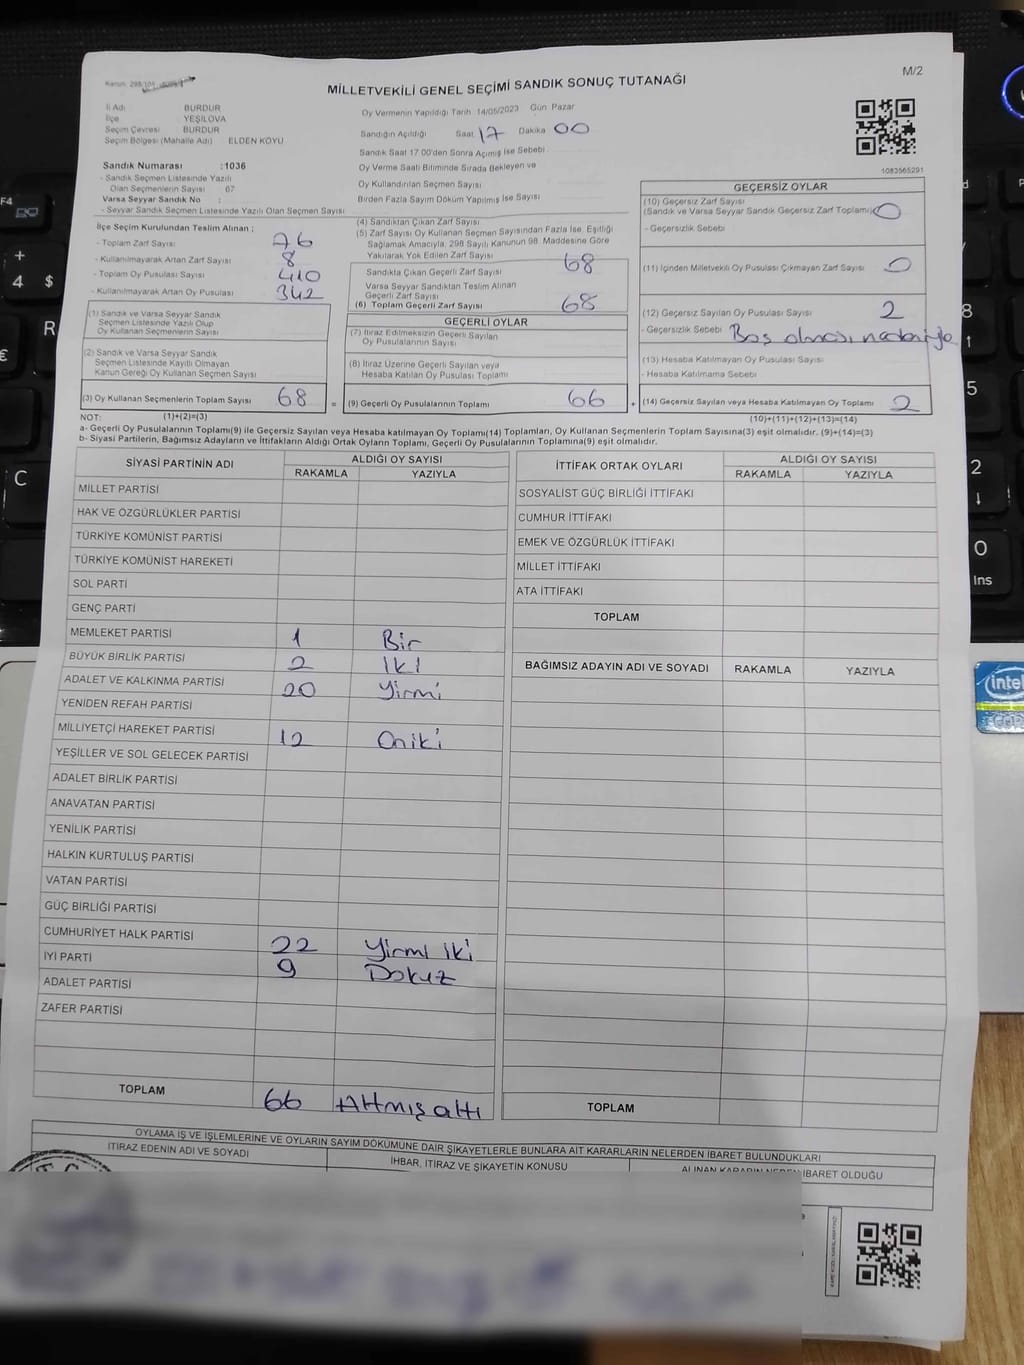 M/2
MİLLETVEKİLİ GENEL SEÇİMİ SANDIK SONUÇ TUTANAĞI
İl Adı BURDUR
İlçe YEŞİLOVA
Seçim Çevresi BURDUR
Seçim Bölgesi (Mahalle Adı) ELDEN KÖYÜ
Sandık Numarası :1036
- Sandık Seçmen Listesinde Yazılı
Olan Seçmenlerin Sayısı 67
Varsa Seyyar Sandık No :
- Seyyar Sandık Seçmen Listesinde Yazılı Olan Seçmen Sayısı
İlçe Seçim Kurulundan Teslim Alınan :
- Toplam Zarf Sayısı 76
- Kullanılmayarak Artan Zarf Sayısı 8
- Toplam Oy Pusulası Sayısı 410
- Kullanılmayarak Artan Oy Pusulası 342
(1) Sandık ve Varsa Seyyar Sandık
Seçmen Listesinde Yazılı Olup
Oy Kullanan Seçmenlerin Sayısı
(2) Sandık ve Varsa Seyyar Sandık
Seçmen Listesinde Kayıtlı Olmayan
Kanun Gereği Oy Kullanan Seçmen Sayısı
(3) Oy Kullanan Seçmenlerin Toplam Sayısı 68 =
Oy Vermenin Yapıldığı Tarih 14/05/2023 Gün Pazar
Sandığın Açıldığı Saat 17 Dakika 00
Sandık Saat 17:00'den Sonra Açılmış İse Sebebi
Oy Verme Saati Bitiminde Sırada Bekleyen ve
Oy Kullandırılan Seçmen Sayısı
Birden Fazla Sayım Döküm Yapılmış İse Sayısı
(4) Sandıktan Çıkan Zarf Sayısı
(5) Zarf Sayısı Oy Kullanan Seçmen Sayısından Fazla İse, Eşitliği
Sağlamak Amacıyla, 298 Sayılı Kanunun 98. Maddesine Göre
Yakılarak Yok Edilen Zarf Sayısı
Sandıkta Çıkan Geçerli Zarf Sayısı 68
Varsa Seyyar Sandıktan Teslim Alınan
Geçerli Zarf Sayısı
(6) Toplam Geçerli Zarf Sayısı 68
GEÇERLİ OYLAR
(7) İtiraz Edilmeksizin Geçerli Sayılan
Oy Pusulalarının Sayısı
(8) İtiraz Üzerine Geçerli Sayılan veya
Hesaba Katılan Oy Pusulası Toplamı
(9) Geçerli Oy Pusulalarının Toplamı 66 +
1083565291
GEÇERSİZ OYLAR
(10) Geçersiz Zarf Sayısı
(Sandık ve Varsa Seyyar Sandık Geçersiz Zarf Toplamı) 0
- Geçersizlik Sebebi
(11) İçinden Milletvekili Oy Pusulası Çıkmayan Zarf Sayısı 0
(12) Geçersiz Sayılan Oy Pusulası Sayısı 2
- Geçersizlik Sebebi Boş olması nedeniyle
(13) Hesaba Katılmayan Oy Pusulası Sayısı
- Hesaba Katılmama Sebebi
(14) Geçersiz Sayılan veya Hesaba Katılmayan Oy Toplamı 2
NOT: (1)+(2)=(3) (10)+(11)+(12)+(13)=(14)
a- Geçerli Oy Pusulalarının Toplamı(9) ile Geçersiz Sayılan veya Hesaba katılmayan Oy Toplamı(14) Toplamları, Oy Kullanan Seçmenlerin Toplam Sayısına(3) eşit olmalıdır. (9)+(14)=(3)
b- Siyasi Partilerin, Bağımsız Adayların ve İttifakların Aldığı Ortak Oyların Toplamı, Geçerli Oy Pusulalarının Toplamına(9) eşit olmalıdır.
SİYASİ PARTİNİN ADI ALDIĞI OY SAYISI
RAKAMLA YAZIYLA
MİLLET PARTİSİ
HAK VE ÖZGÜRLÜKLER PARTİSİ
TÜRKİYE KOMÜNİST PARTİSİ
TÜRKİYE KOMÜNİST HAREKETİ
SOL PARTİ
GENÇ PARTİ
MEMLEKET PARTİSİ 1 Bir
BÜYÜK BİRLİK PARTİSİ 2 İki
ADALET VE KALKINMA PARTİSİ 20 Yirmi
YENİDEN REFAH PARTİSİ
MİLLİYETÇİ HAREKET PARTİSİ 12 Oniki
YEŞİLLER VE SOL GELECEK PARTİSİ
ADALET BİRLİK PARTİSİ
ANAVATAN PARTİSİ
YENİLİK PARTİSİ
HALKIN KURTULUŞ PARTİSİ
VATAN PARTİSİ
GÜÇ BİRLİĞİ PARTİSİ
CUMHURİYET HALK PARTİSİ 22 Yirmi iki
İYİ PARTİ 9 Dokuz
ADALET PARTİSİ
ZAFER PARTİSİ
TOPLAM 66 Altmış altı
İTTİFAK ORTAK OYLARI ALDIĞI OY SAYISI
RAKAMLA YAZIYLA
SOSYALİST GÜÇ BİRLİĞİ İTTİFAKI
CUMHUR İTTİFAKI
EMEK VE ÖZGÜRLÜK İTTİFAKI
MİLLET İTTİFAKI
ATA İTTİFAKI
TOPLAM
BAĞIMSIZ ADAYIN ADI VE SOYADI RAKAMLA YAZIYLA
TOPLAM
OYLAMA İŞ VE İŞLEMLERİNE VE OYLARIN SAYIM DÖKÜMÜNE DAİR ŞİKAYETLERLE BUNLARA AİT KARARLARIN NELERDEN İBARET BULUNDUKLARI
İTİRAZ EDENİN ADI VE SOYADI İHBAR, İTİRAZ VE ŞİKAYETİN KONUSU ALINAN KARARIN NEDEN İBARET OLDUĞU
F4
+
4 $
R
€
C
8
5
2
0
Ins
intel